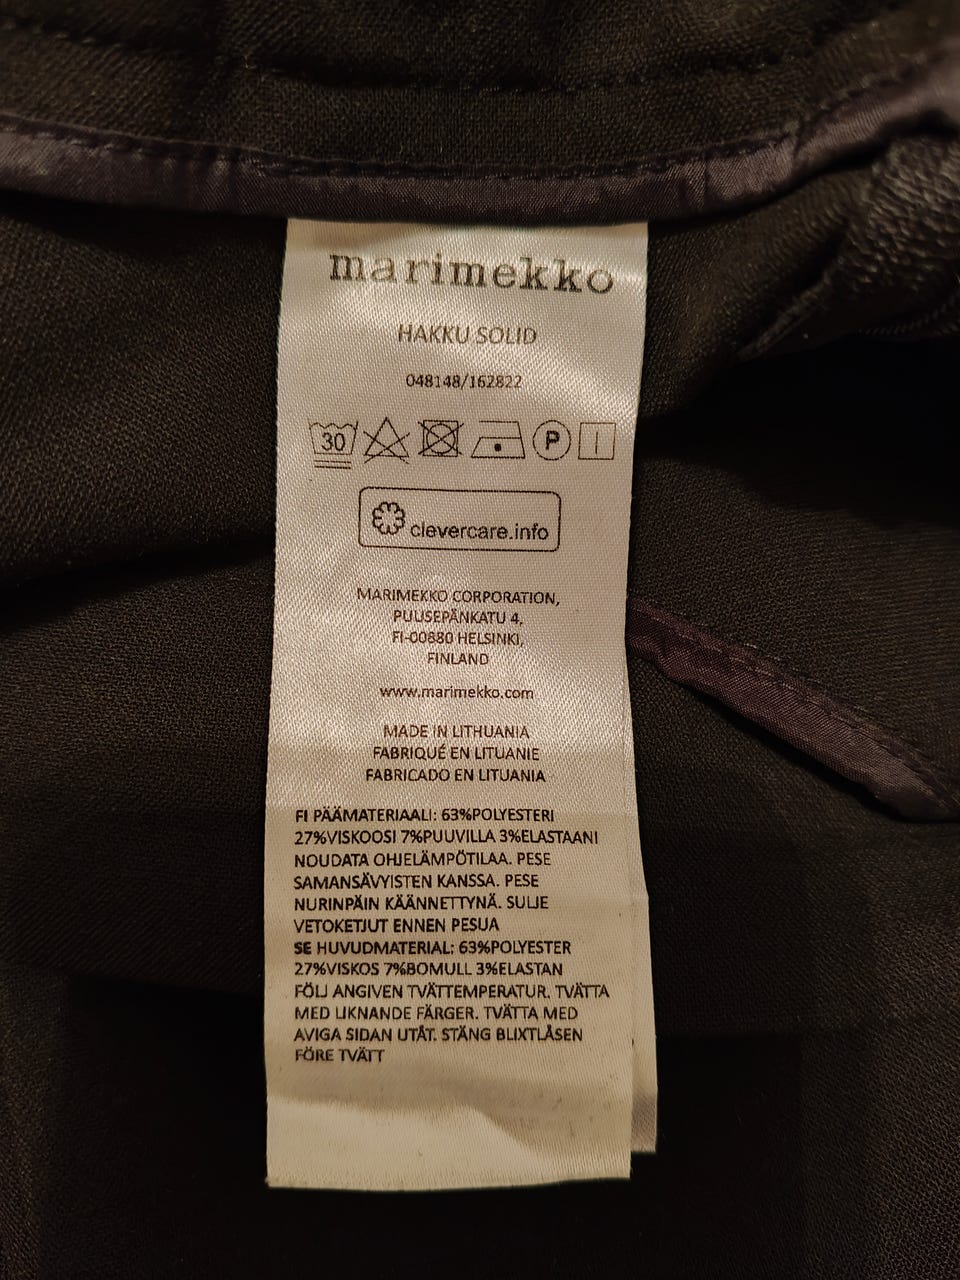 marimekko
HAKKU SOLID
048148/162822
30 P
clevercare.info
MARIMEKKO CORPORATION,
PUUSEPÄNKATU 4,
FI-00880 HELSINKI,
FINLAND
www.marimekko.com
MADE IN LITHUANIA
FABRIQUÉ EN LITUANIE
FABRICADO EN LITUANIA
FI PÄÄMATERIAALI: 63%POLYESTERI
27%VISKOOSI 7%PUUVILLA 3%ELASTAANI
NOUDATA OHJELÄMPÖTILAA. PESE
SAMANSÄVYISTEN KANSSA. PESE
NURINPÄIN KÄÄNNETTYNÄ. SULJE
VETOKETJUT ENNEN PESUA
SE HUVUDMATERIAL: 63%POLYESTER
27%VISKOS 7%BOMULL 3%ELASTAN
FÖLJ ANGIVEN TVÄTTEMPERATUR. TVÄTTA
MED LIKNANDE FÄRGER. TVÄTTA MED
AVIGA SIDAN UTÅT. STÄNG BLIXTLÅSEN
FÖRE TVÄTT